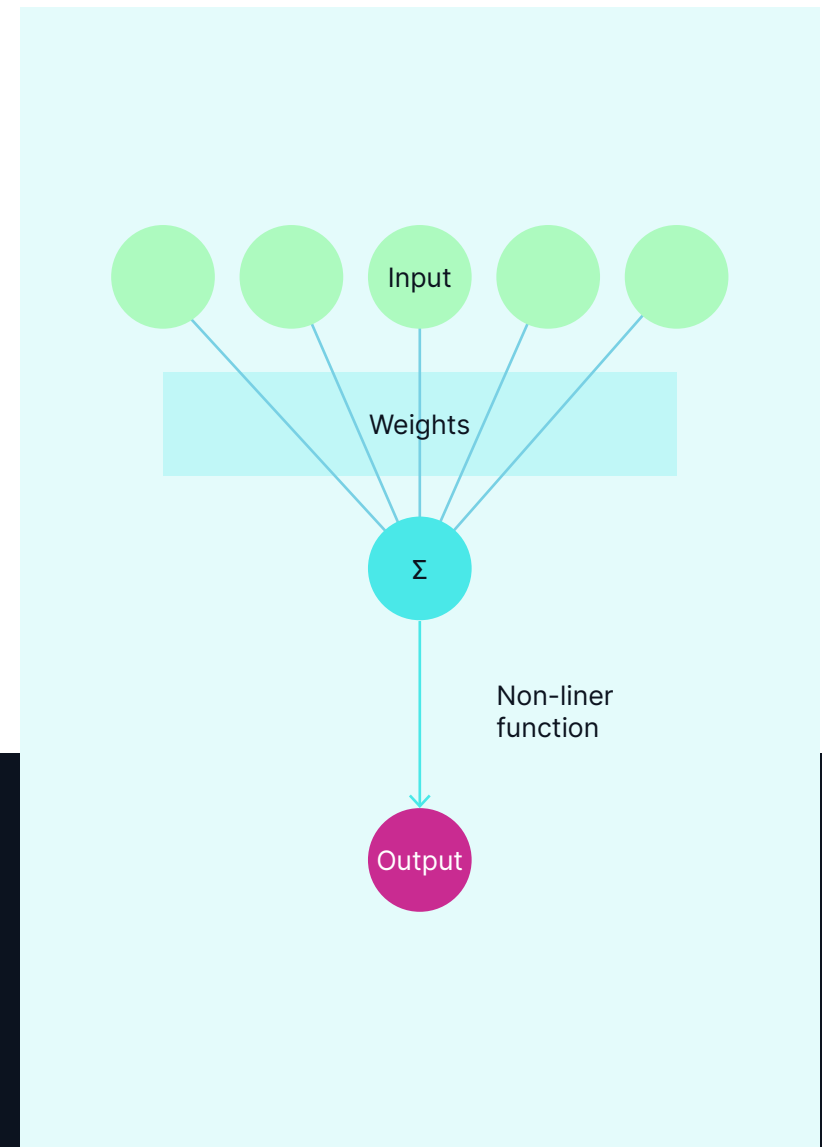 Input
Weights
Σ
Non-liner
function
Output